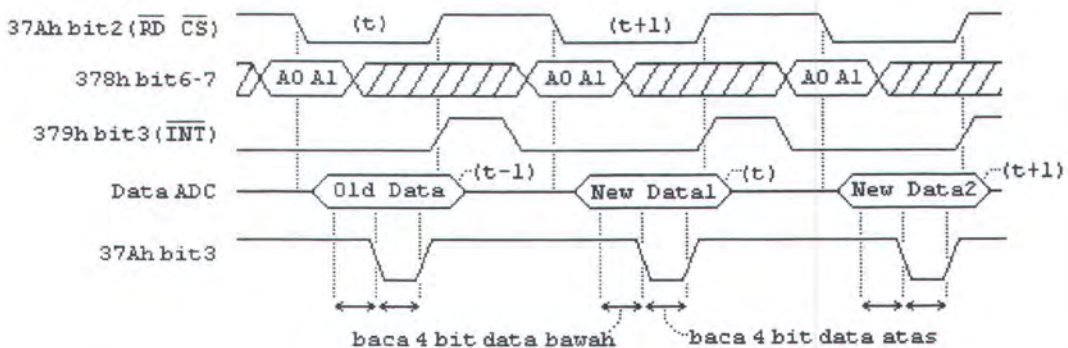 37Ah bit2 (RD CS) (t) (t+1)
378h bit6-7 A0 A1 A0 A1 A0 A1
379h bit3 (INT)
Data ADC Old Data (t-1) New Data1 (t) New Data2 (t+1)
37Ah bit3
baca 4 bit data bawah baca 4 bit data atas